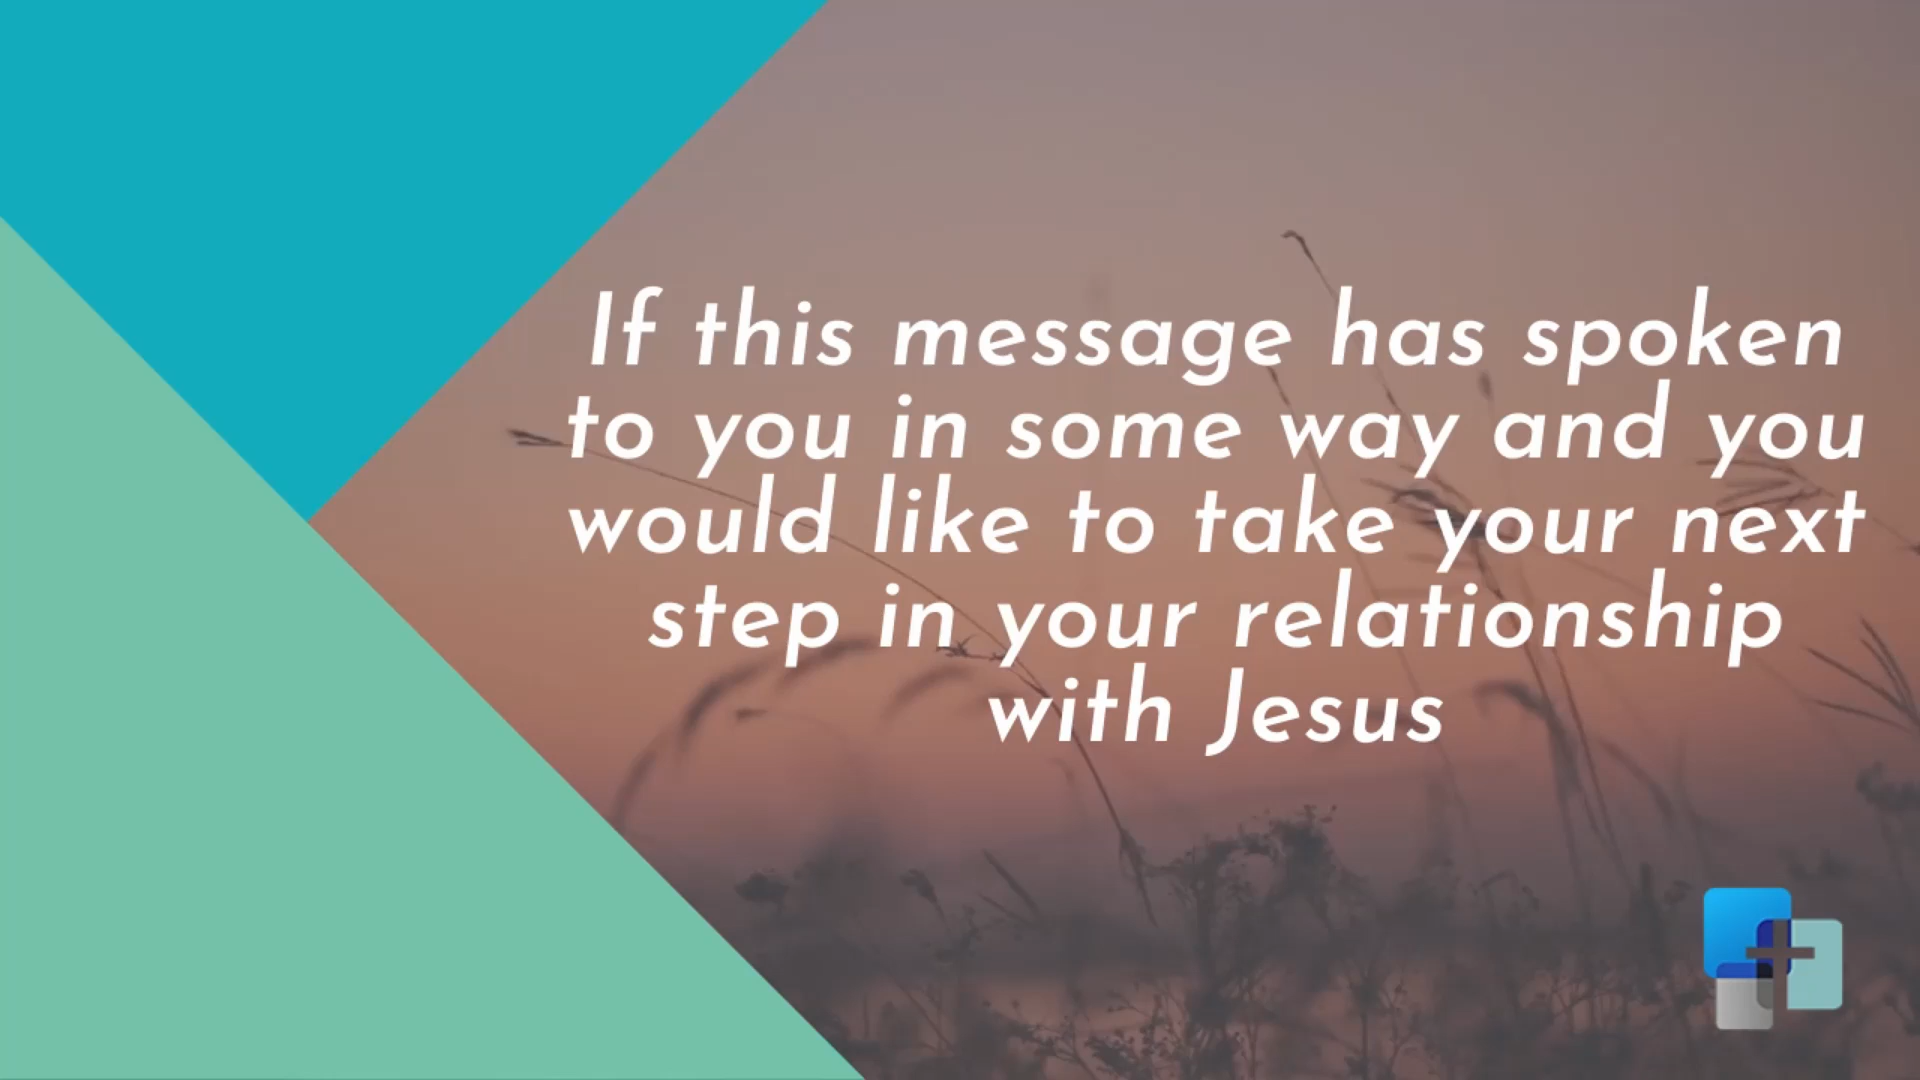 If this message has spoken
to you in some way and you
would like to take your next
step in your relationship
with Jesus